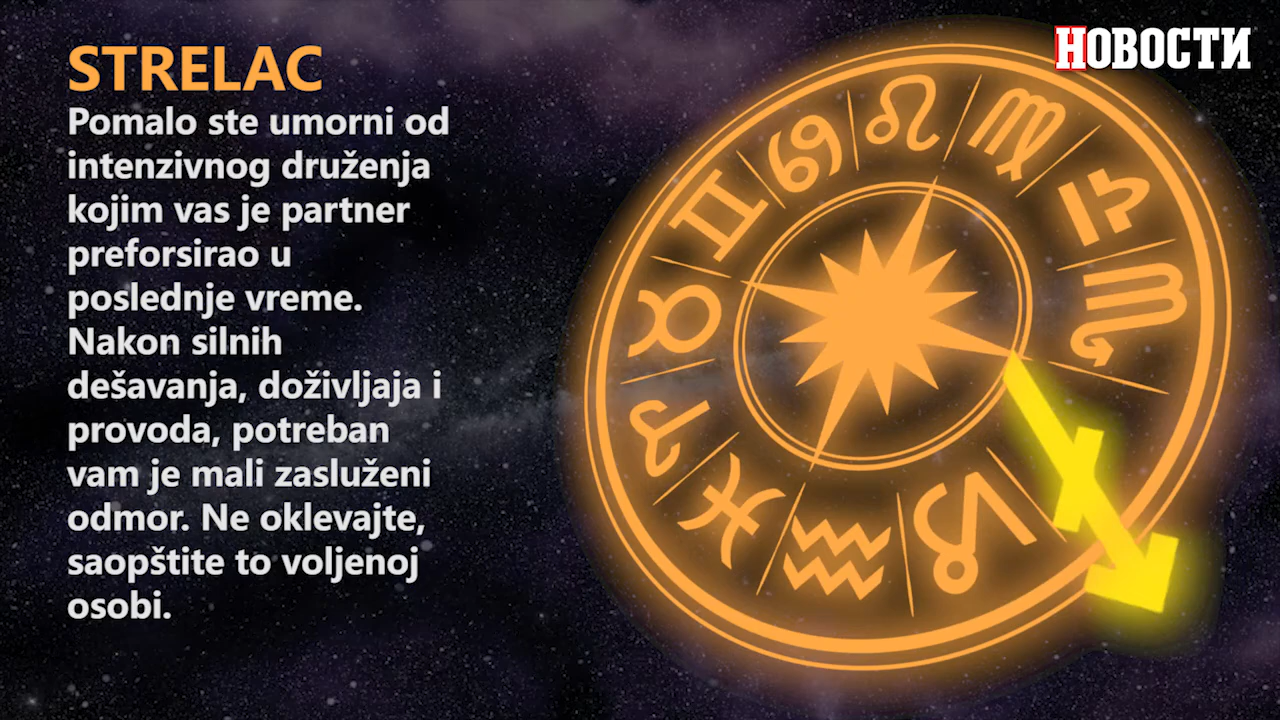 STRELAC
Pomalo ste umorni od
intenzivnog druženja
kojim vas je partner
preforsirao u
poslednje vreme.
Nakon silnih
dešavanja, doživljaja i
provoda, potreban
vam je mali zasluženi
odmor. Ne oklevajte,
saopštite to voljenoj
osobi.
НОВОСТИ